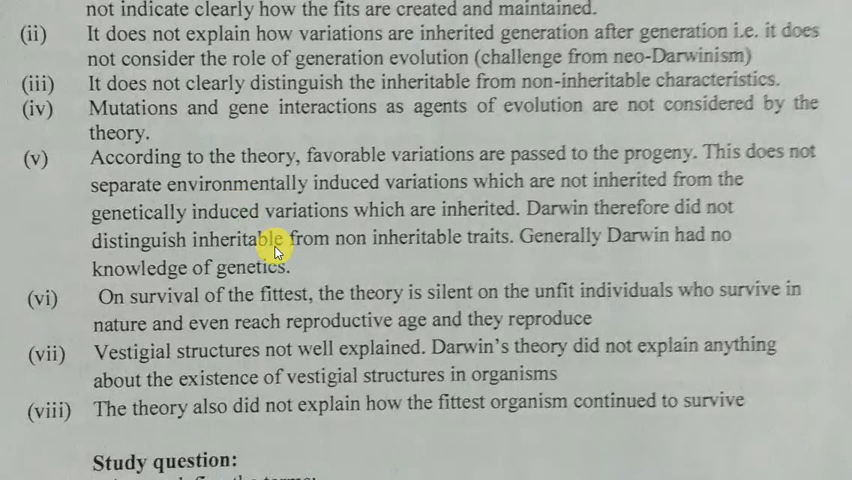 not indicate clearly how the fits are created and maintained.
(ii) It does not explain how variations are inherited generation after generation i.e. it does
not consider the role of generation evolution (challenge from neo-Darwinism)
(iii) It does not clearly distinguish the inheritable from non-inheritable characteristics.
(iv) Mutations and gene interactions as agents of evolution are not considered by the
theory.
(v) According to the theory, favorable variations are passed to the progeny. This does not
separate environmentally induced variations which are not inherited from the
genetically induced variations which are inherited. Darwin therefore did not
distinguish inheritable from non inheritable traits. Generally Darwin had no
knowledge of genetics.
(vi) On survival of the fittest, the theory is silent on the unfit individuals who survive in
nature and even reach reproductive age and they reproduce
(vii) Vestigial structures not well explained. Darwin's theory did not explain anything
about the existence of vestigial structures in organisms
(viii) The theory also did not explain how the fittest organism continued to survive
Study question: